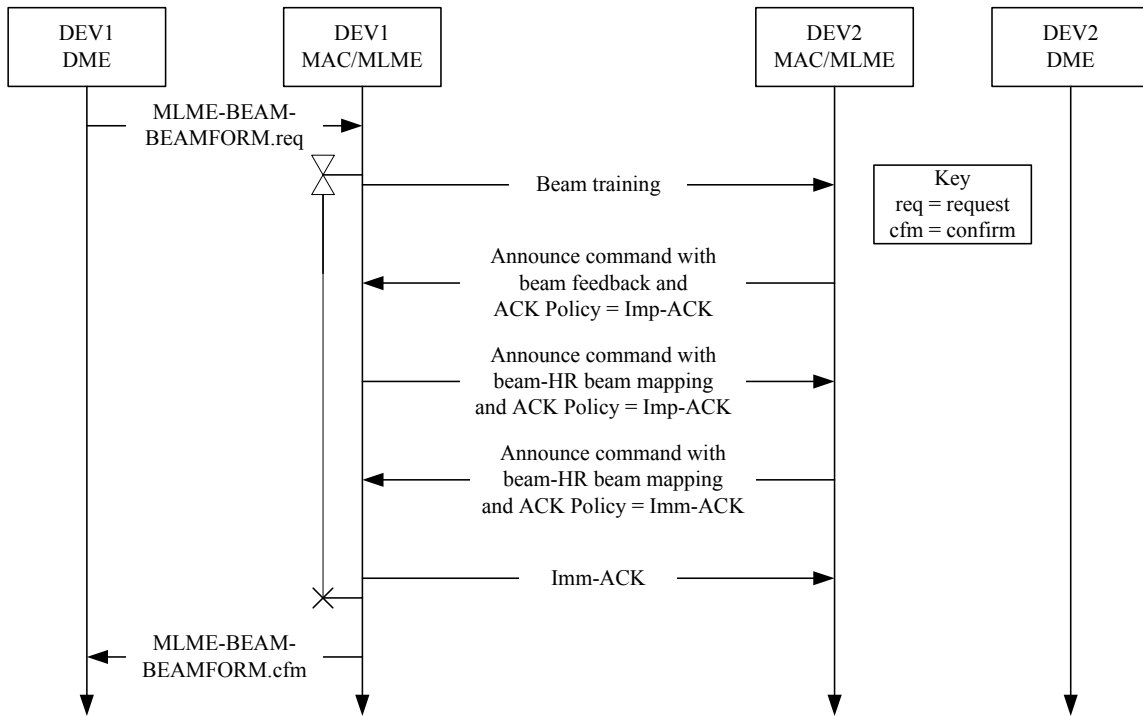 DEV1
DME
DEV1
MAC/MLME
DEV2
MAC/MLME
DEV2
DME
MLME-BEAM-
BEAMFORM.req
Beam training
Key
req = request
cfm = confirm
Announce command with
beam feedback and
ACK Policy = Imp-ACK
Announce command with
beam-HR beam mapping
and ACK Policy = Imp-ACK
Announce command with
beam-HR beam mapping
and ACK Policy = Imm-ACK
Imm-ACK
MLME-BEAM-
BEAMFORM.cfm